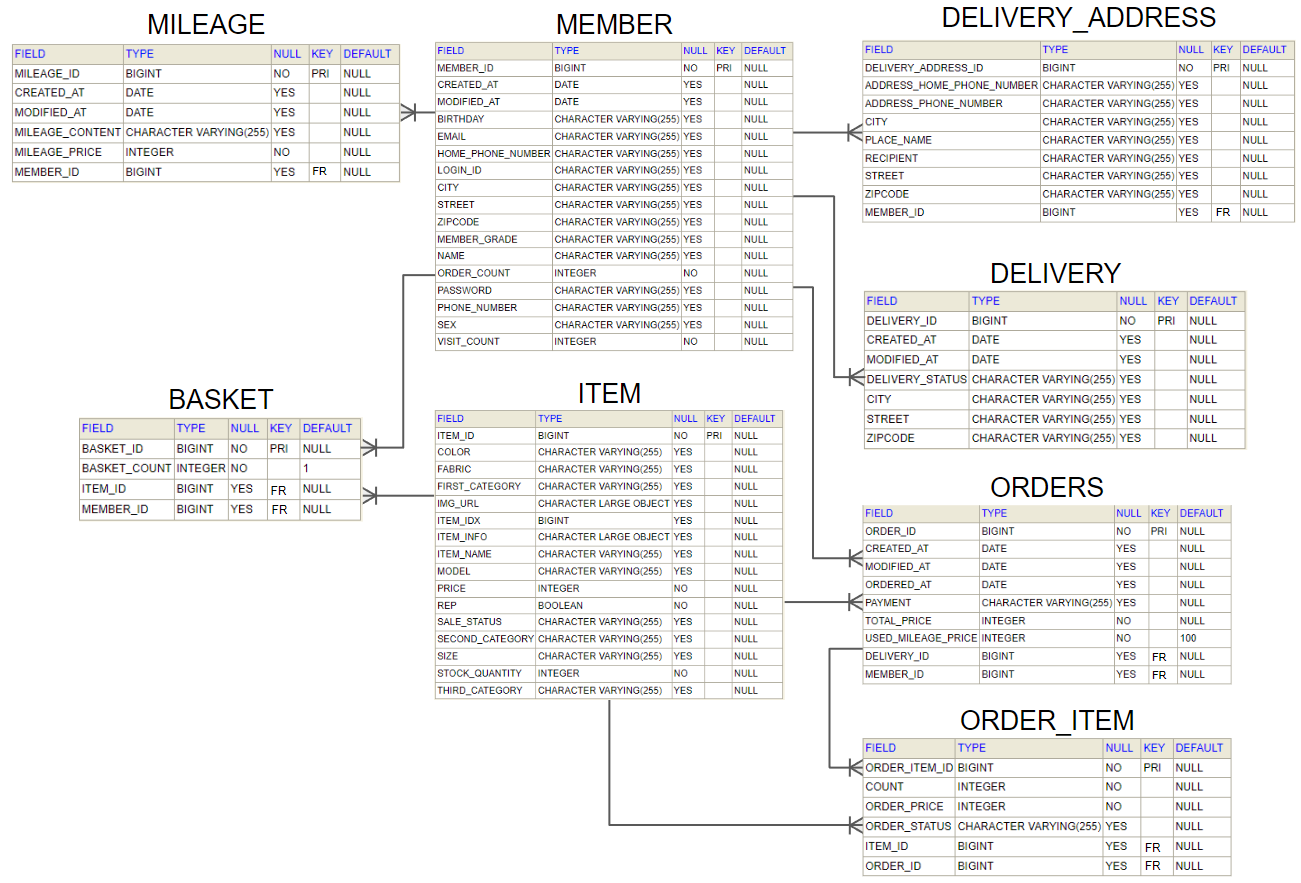 MILEAGE
FIELD TYPE NULL KEY DEFAULT
MILEAGE_ID BIGINT NO PRI NULL
CREATED_AT DATE YES NULL
MODIFIED_AT DATE YES NULL
MILEAGE_CONTENT CHARACTER VARYING(255) YES NULL
MILEAGE_PRICE INTEGER NO NULL
MEMBER_ID BIGINT YES FR NULL
MEMBER
FIELD TYPE NULL KEY DEFAULT
MEMBER_ID BIGINT NO PRI NULL
CREATED_AT DATE YES NULL
MODIFIED_AT DATE YES NULL
BIRTHDAY CHARACTER VARYING(255) YES NULL
EMAIL CHARACTER VARYING(255) YES NULL
HOME_PHONE_NUMBER CHARACTER VARYING(255) YES NULL
LOGIN_ID CHARACTER VARYING(255) YES NULL
CITY CHARACTER VARYING(255) YES NULL
STREET CHARACTER VARYING(255) YES NULL
ZIPCODE CHARACTER VARYING(255) YES NULL
MEMBER_GRADE CHARACTER VARYING(255) YES NULL
NAME CHARACTER VARYING(255) YES NULL
ORDER_COUNT INTEGER NO NULL
PASSWORD CHARACTER VARYING(255) YES NULL
PHONE_NUMBER CHARACTER VARYING(255) YES NULL
SEX CHARACTER VARYING(255) YES NULL
VISIT_COUNT INTEGER NO NULL
DELIVERY_ADDRESS
FIELD TYPE NULL KEY DEFAULT
DELIVERY_ADDRESS_ID BIGINT NO PRI NULL
ADDRESS_HOME_PHONE_NUMBER CHARACTER VARYING(255) YES NULL
ADDRESS_PHONE_NUMBER CHARACTER VARYING(255) YES NULL
CITY CHARACTER VARYING(255) YES NULL
PLACE_NAME CHARACTER VARYING(255) YES NULL
RECIPIENT CHARACTER VARYING(255) YES NULL
STREET CHARACTER VARYING(255) YES NULL
ZIPCODE CHARACTER VARYING(255) YES NULL
MEMBER_ID BIGINT YES FR NULL
DELIVERY
FIELD TYPE NULL KEY DEFAULT
DELIVERY_ID BIGINT NO PRI NULL
CREATED_AT DATE YES NULL
MODIFIED_AT DATE YES NULL
DELIVERY_STATUS CHARACTER VARYING(255) YES NULL
CITY CHARACTER VARYING(255) YES NULL
STREET CHARACTER VARYING(255) YES NULL
ZIPCODE CHARACTER VARYING(255) YES NULL
BASKET
FIELD TYPE NULL KEY DEFAULT
BASKET_ID BIGINT NO PRI NULL
BASKET_COUNT INTEGER NO 1
ITEM_ID BIGINT YES FR NULL
MEMBER_ID BIGINT YES FR NULL
ITEM
FIELD TYPE NULL KEY DEFAULT
ITEM_ID BIGINT NO PRI NULL
COLOR CHARACTER VARYING(255) YES NULL
FABRIC CHARACTER VARYING(255) YES NULL
FIRST_CATEGORY CHARACTER VARYING(255) YES NULL
IMG_URL CHARACTER LARGE OBJECT YES NULL
ITEM_IDX BIGINT YES NULL
ITEM_INFO CHARACTER LARGE OBJECT YES NULL
ITEM_NAME CHARACTER VARYING(255) YES NULL
MODEL CHARACTER VARYING(255) YES NULL
PRICE INTEGER NO NULL
REP BOOLEAN NO NULL
SALE_STATUS CHARACTER VARYING(255) YES NULL
SECOND_CATEGORY CHARACTER VARYING(255) YES NULL
SIZE CHARACTER VARYING(255) YES NULL
STOCK_QUANTITY INTEGER NO NULL
THIRD_CATEGORY CHARACTER VARYING(255) YES NULL
ORDERS
FIELD TYPE NULL KEY DEFAULT
ORDER_ID BIGINT NO PRI NULL
CREATED_AT DATE YES NULL
MODIFIED_AT DATE YES NULL
ORDERED_AT DATE YES NULL
PAYMENT CHARACTER VARYING(255) YES NULL
TOTAL_PRICE INTEGER NO NULL
USED_MILEAGE_PRICE INTEGER NO 100
DELIVERY_ID BIGINT YES FR NULL
MEMBER_ID BIGINT YES FR NULL
ORDER_ITEM
FIELD TYPE NULL KEY DEFAULT
ORDER_ITEM_ID BIGINT NO PRI NULL
COUNT INTEGER NO NULL
ORDER_PRICE INTEGER NO NULL
ORDER_STATUS CHARACTER VARYING(255) YES NULL
ITEM_ID BIGINT YES FR NULL
ORDER_ID BIGINT YES FR NULL